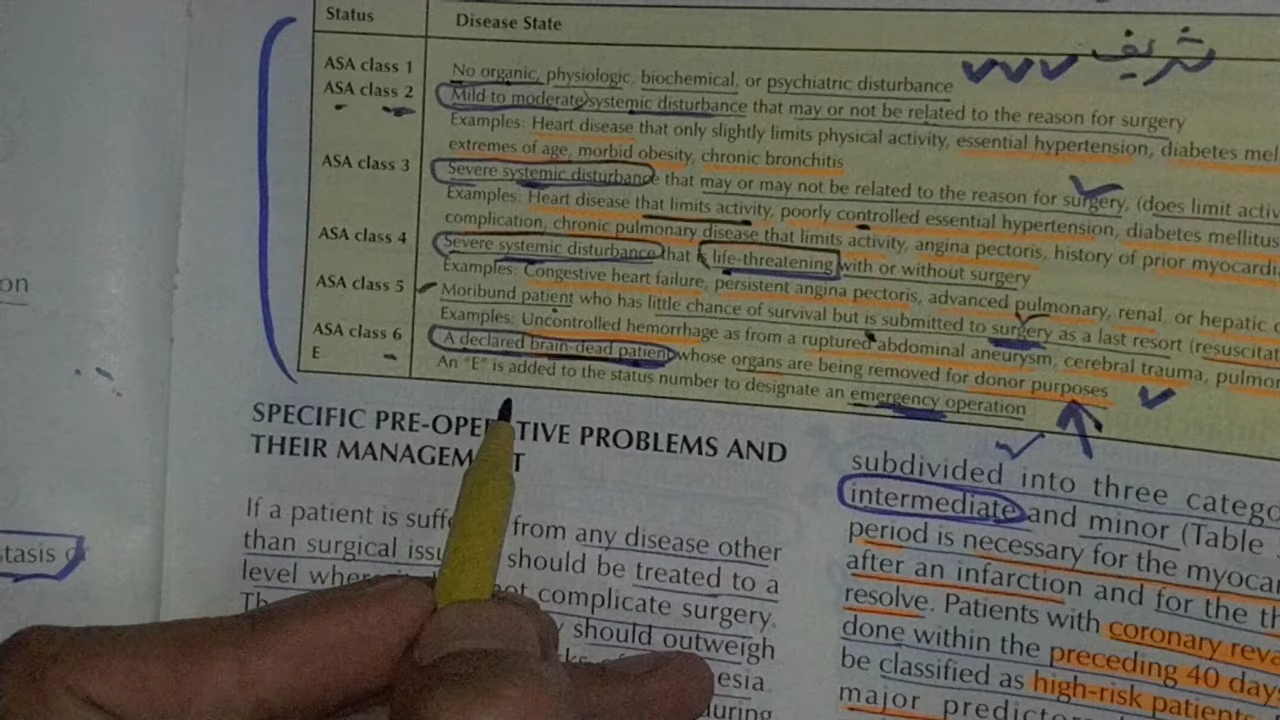 Status Disease State
شريف
ASA class 1 No organic, physiologic, biochemical, or psychiatric disturbance
ASA class 2 Mild to moderate systemic disturbance that may or not be related to the reason for surgery
Examples: Heart disease that only slightly limits physical activity, essential hypertension, diabetes mel
extremes of age, morbid obesity, chronic bronchitis
ASA class 3 Severe systemic disturbance that may or may not be related to the reason for surgery, (does limit activ
Examples: Heart disease that limits activity, poorly controlled essential hypertension, diabetes mellitus
complication, chronic pulmonary disease that limits activity, angina pectoris, history of prior myocardi
ASA class 4 Severe systemic disturbance that is life-threatening with or without surgery
Examples: Congestive heart failure, persistent angina pectoris, advanced pulmonary, renal, or hepatic
ASA class 5 Moribund patient who has little chance of survival but is submitted to surgery as a last resort (resuscitat
Examples: Uncontrolled hemorrhage as from a ruptured abdominal aneurysm, cerebral trauma, pulmon
ASA class 6 A declared brain-dead patient whose organs are being removed for donor purposes
E An "E" is added to the status number to designate an emergency operation
on
stasis
SPECIFIC PRE-OPERATIVE PROBLEMS AND
THEIR MANAGEMENT
If a patient is from any disease other
than surgical should be treated to a
level not complicate surgery.
should outweigh
esia
during
subdivided into three catego
intermediate and minor (Table
period is necessary for the myocar
after an infarction and for the th
resolve. Patients with coronary reva
done within the preceding 40 days
be classified as high-risk patients
major predicto